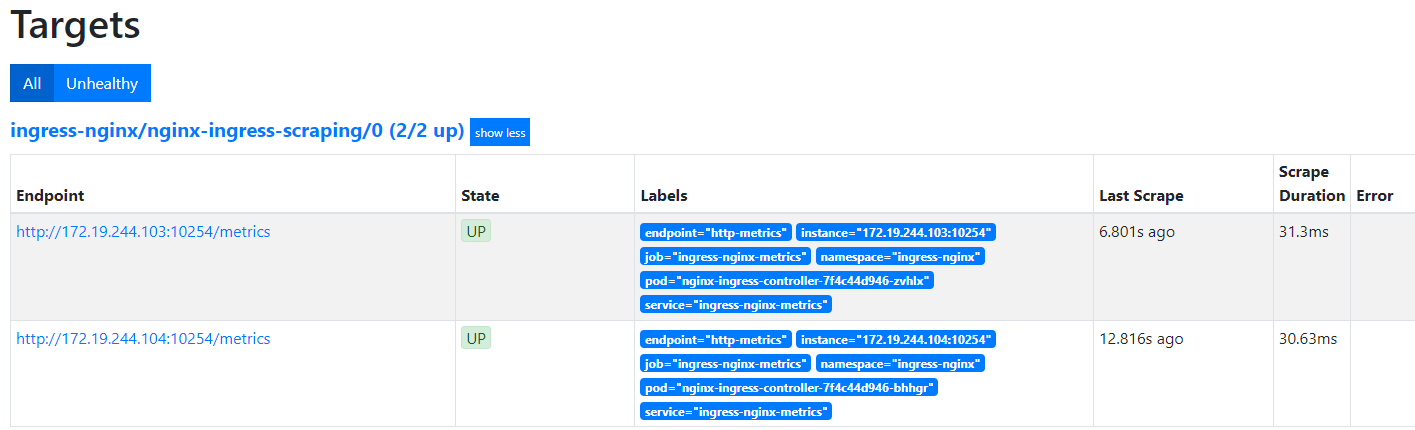 Targets
All Unhealthy
ingress-nginx/nginx-ingress-scraping/0 (2/2 up) show less
Endpoint State Labels Last Scrape Scrape Duration Error
http://172.19.244.103:10254/metrics UP endpoint="http-metrics" instance="172.19.244.103:10254" 6.801s ago 31.3ms
job="ingress-nginx-metrics" namespace="ingress-nginx"
pod="nginx-ingress-controller-7f4c44d946-zvhlx"
service="ingress-nginx-metrics"
http://172.19.244.104:10254/metrics UP endpoint="http-metrics" instance="172.19.244.104:10254" 12.816s ago 30.63ms
job="ingress-nginx-metrics" namespace="ingress-nginx"
pod="nginx-ingress-controller-7f4c44d946-bhhgr"
service="ingress-nginx-metrics"